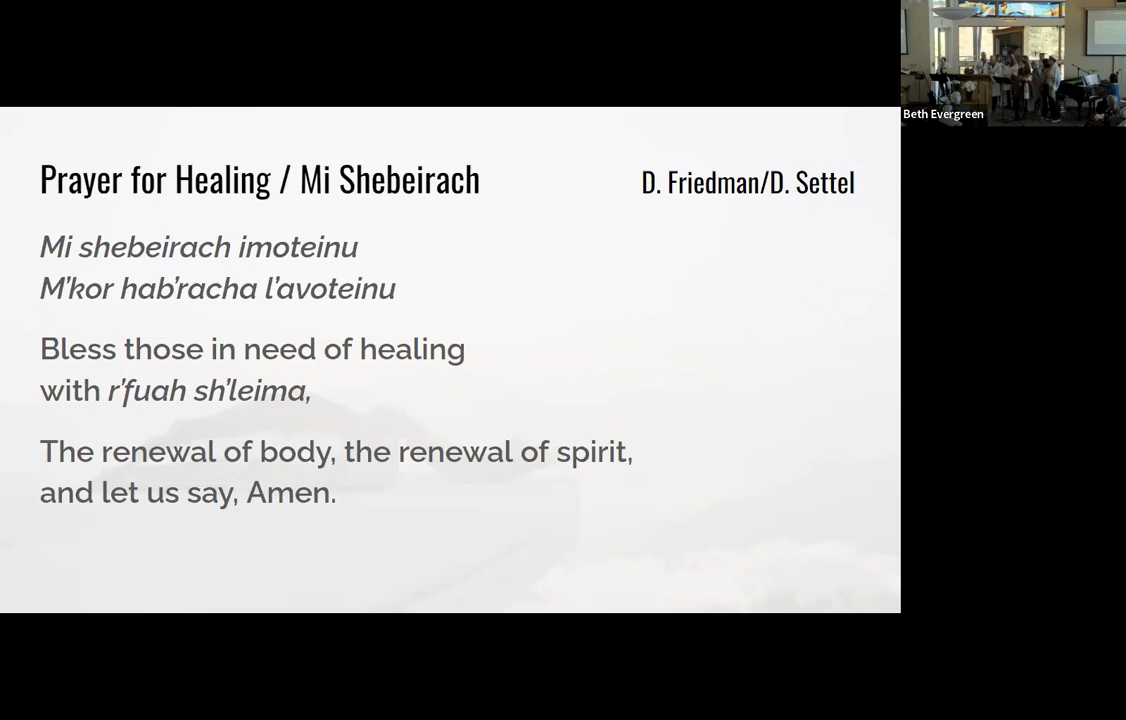 Prayer for Healing / Mi Shebeirach
D. Friedman/D. Settel
Mi shebeirach imoteinu
M'kor hab'racha l'avoteinu
Bless those in need of healing
with r'fuah sh'leima,
The renewal of body, the renewal of spirit,
and let us say, Amen.
Beth Evergreen